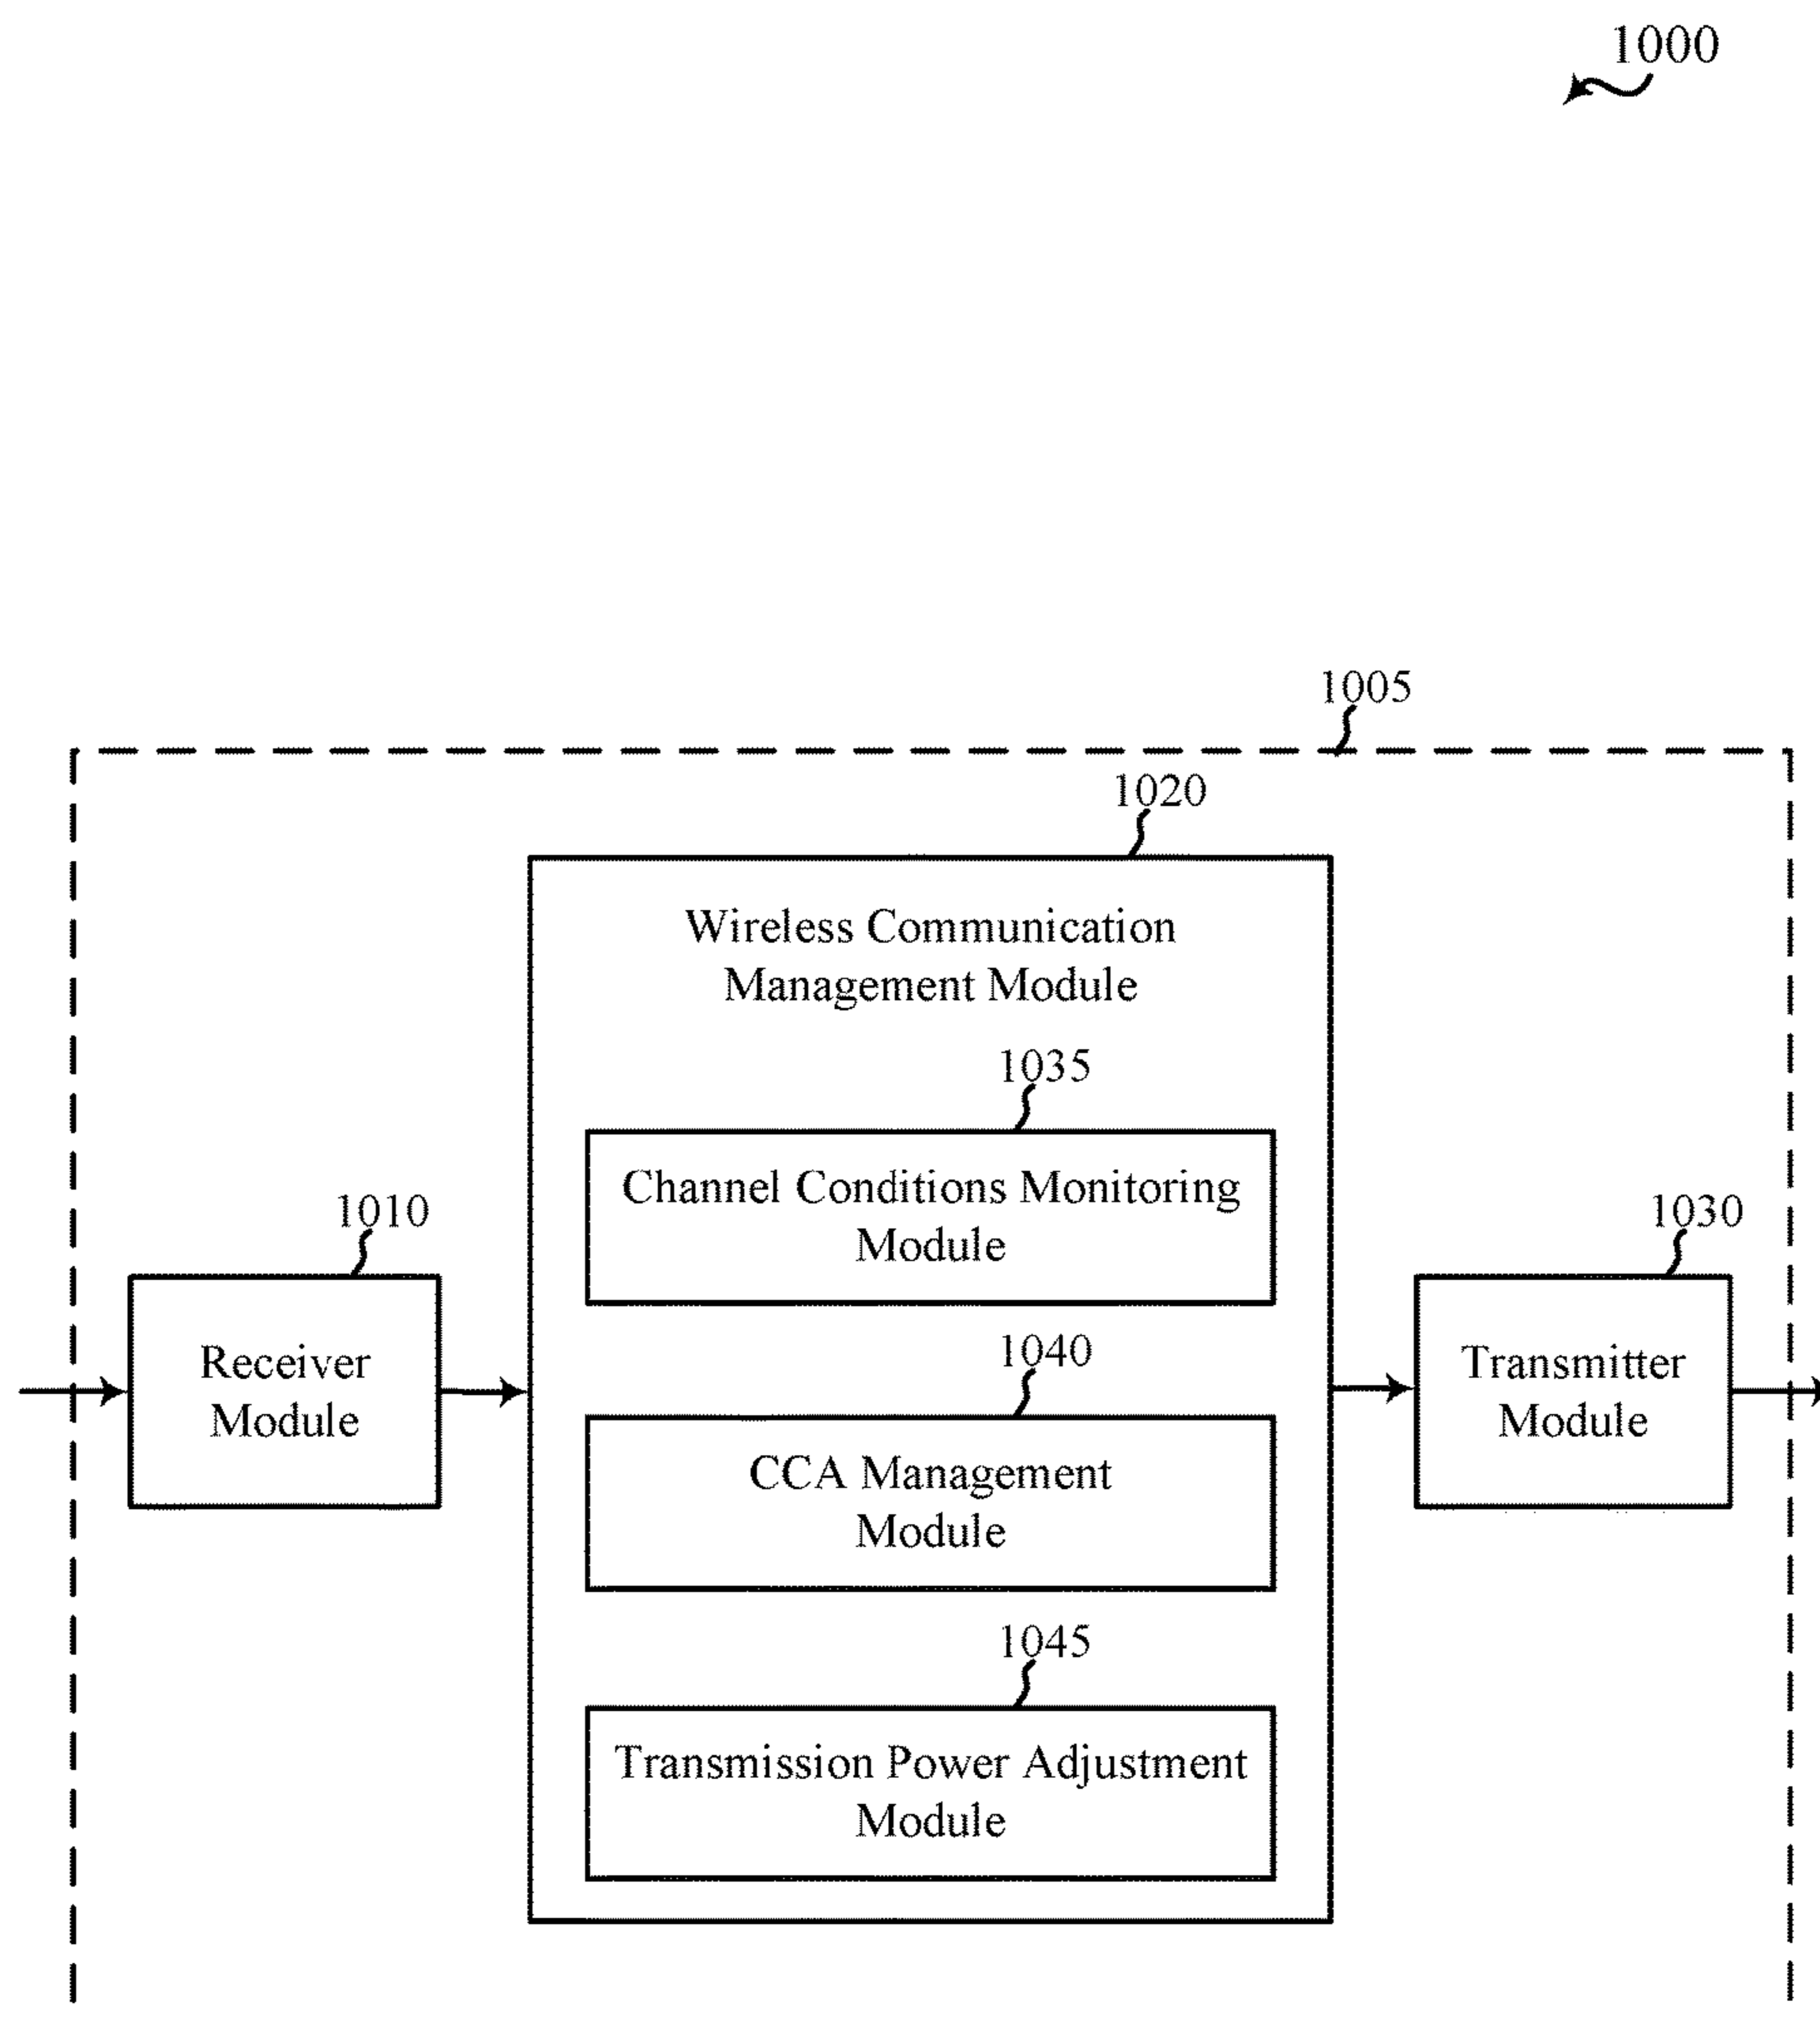 1000
1005
1020
Wireless Communication
Management Module
1035
Channel Conditions Monitoring
Module
1010
1030
Receiver
Module
Transmitter
Module
1040
CCA Management
Module
1045
Transmission Power Adjustment
Module